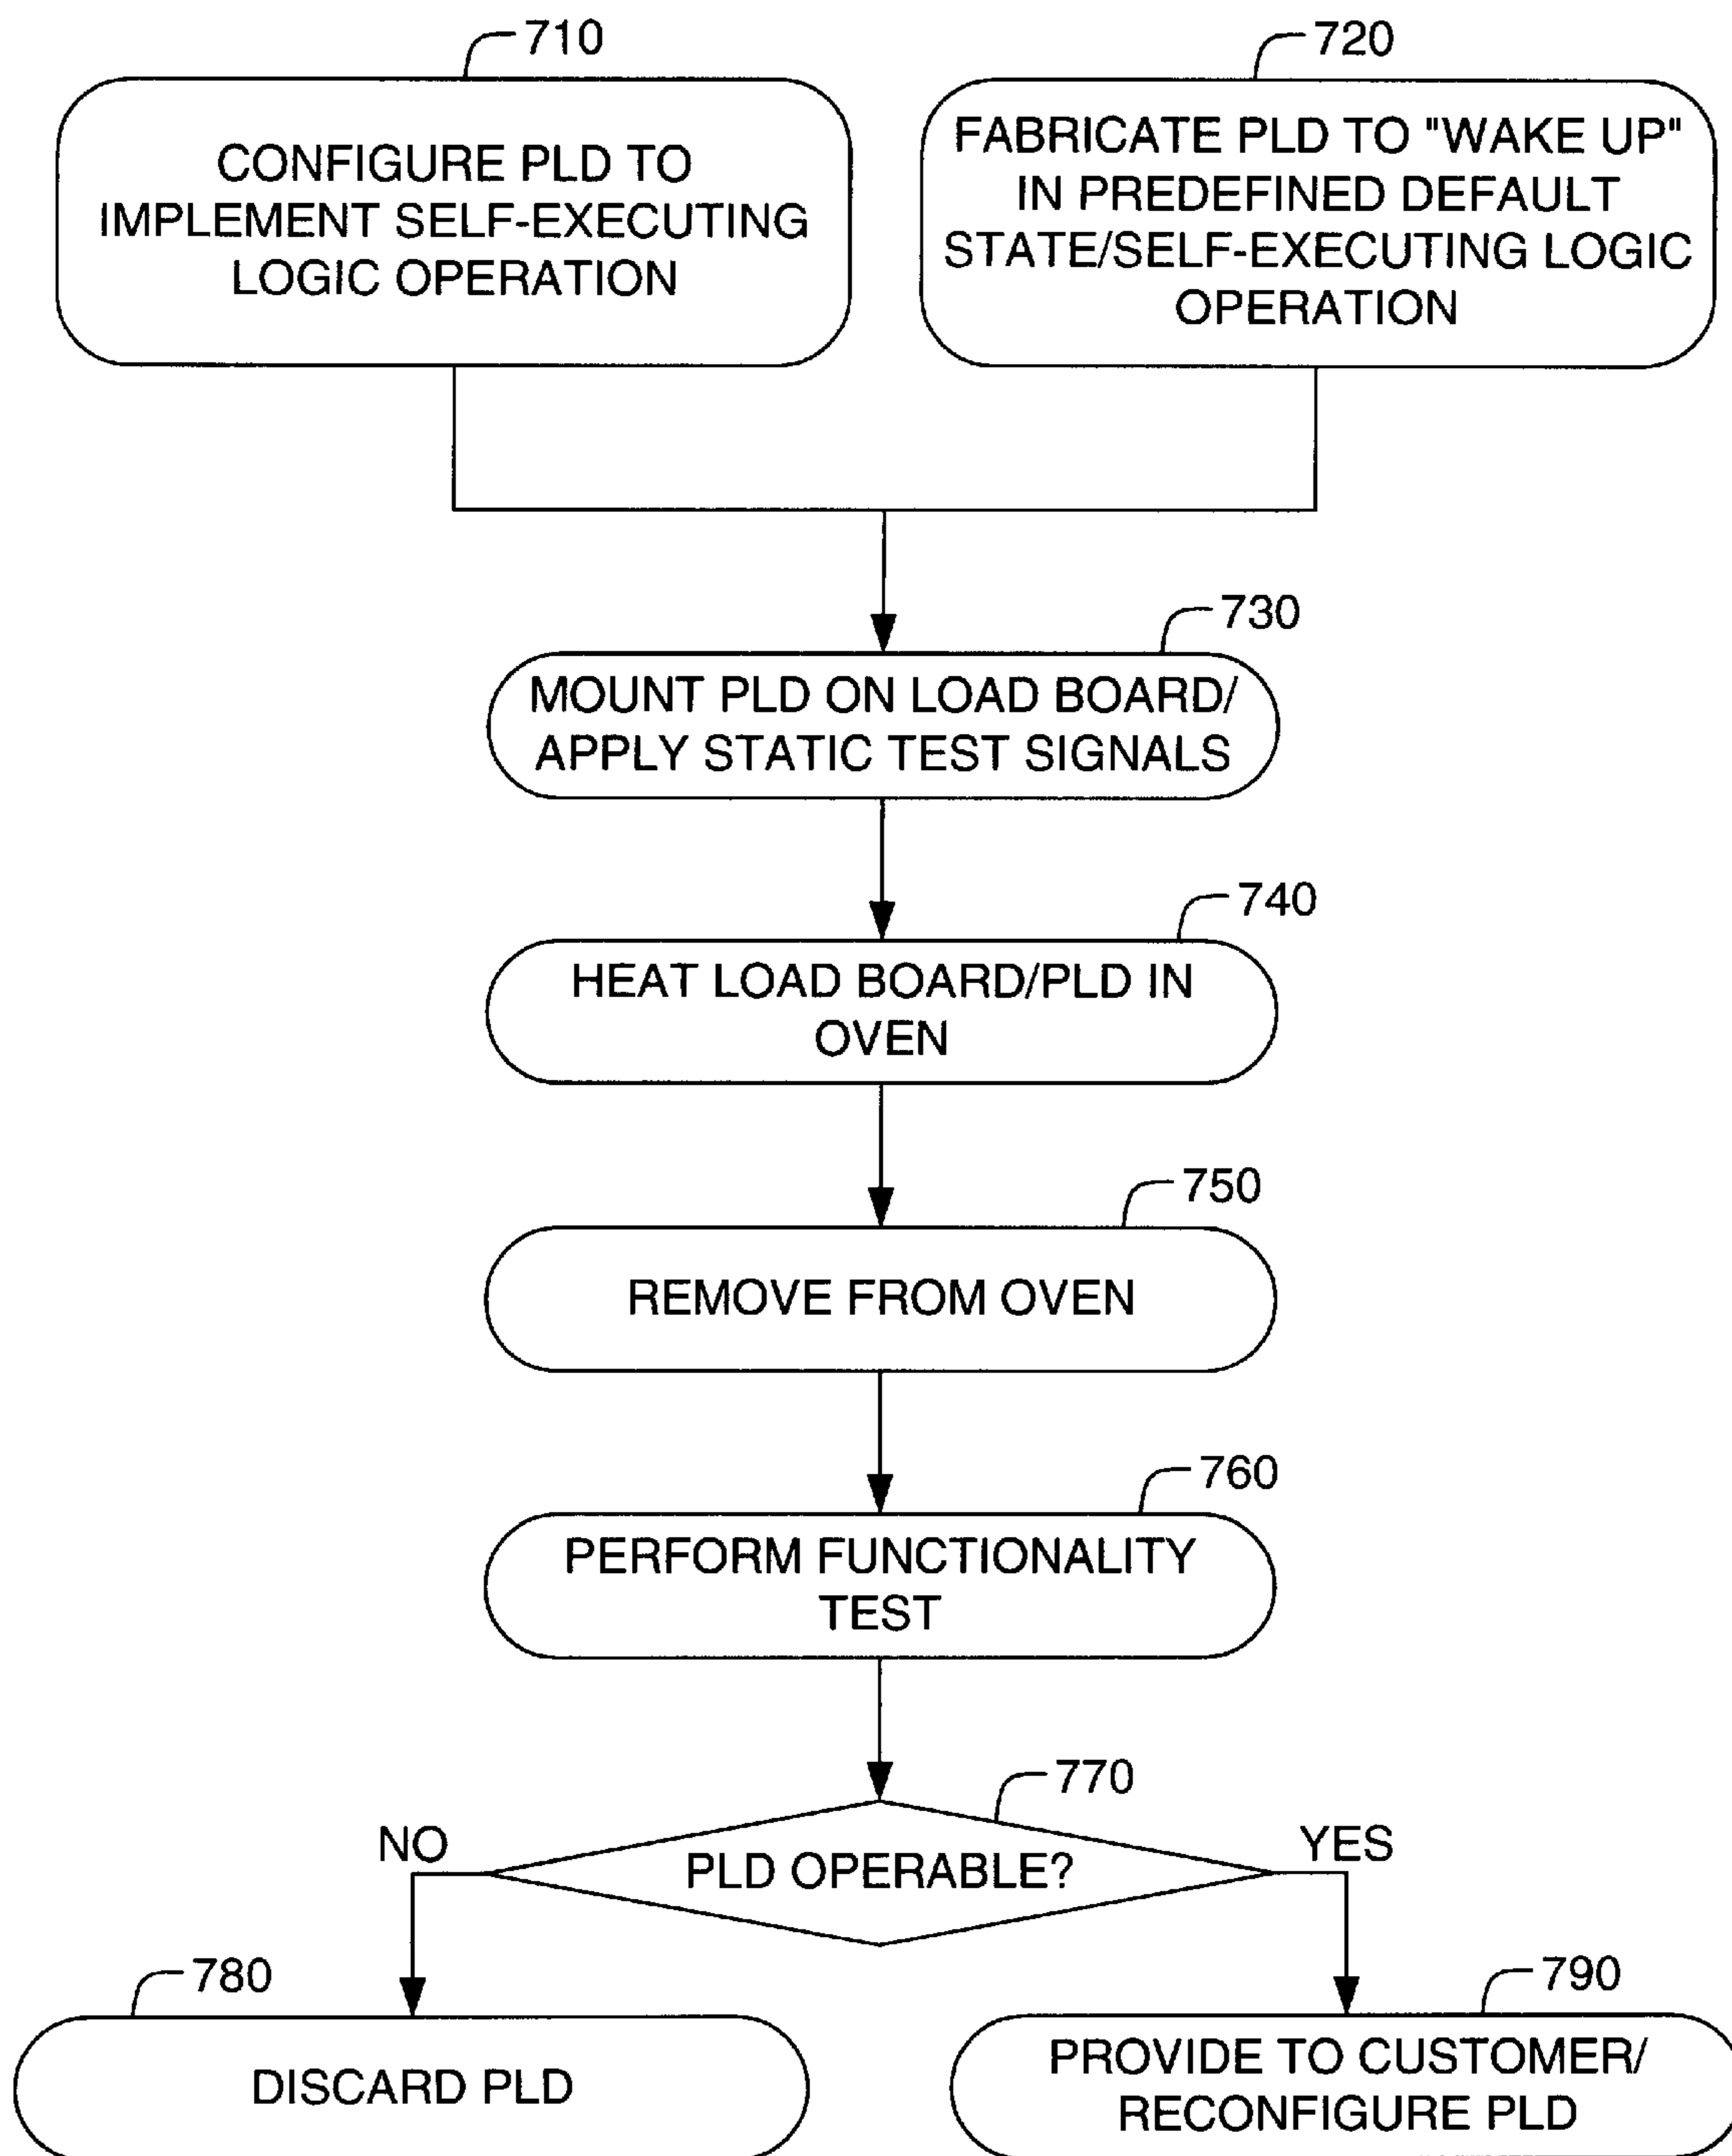 710
CONFIGURE PLD TO
IMPLEMENT SELF-EXECUTING
LOGIC OPERATION
720
FABRICATE PLD TO "WAKE UP"
IN PREDEFINED DEFAULT
STATE/SELF-EXECUTING LOGIC
OPERATION
730
MOUNT PLD ON LOAD BOARD/
APPLY STATIC TEST SIGNALS
740
HEAT LOAD BOARD/PLD IN
OVEN
750
REMOVE FROM OVEN
760
PERFORM FUNCTIONALITY
TEST
770
PLD OPERABLE?
NO
YES
780
DISCARD PLD
790
PROVIDE TO CUSTOMER/
RECONFIGURE PLD